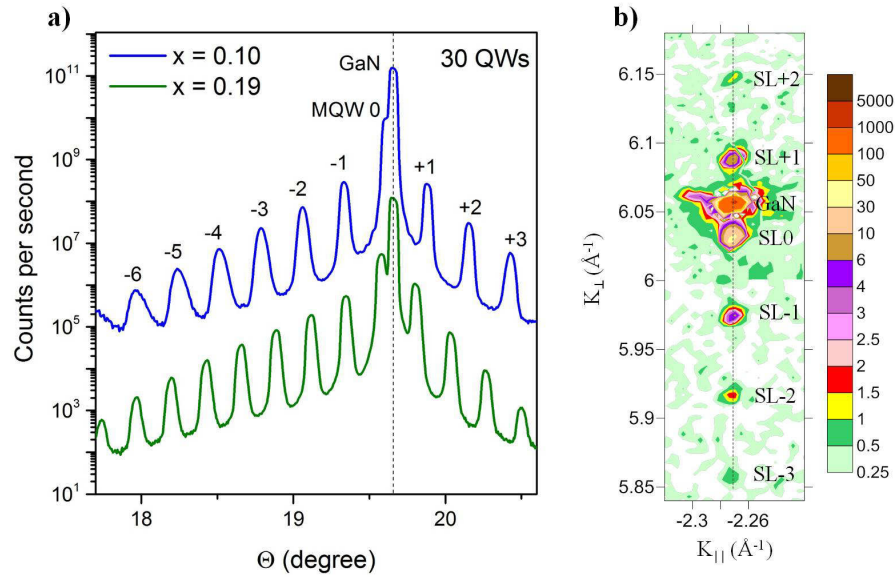 a)
x = 0.10
x = 0.19
30 QWs
GaN
MQW 0
-6
-5
-4
-3
-2
-1
+1
+2
+3
Counts per second
10¹¹
10⁹
10⁷
10⁵
10³
10¹
18
19
20
Θ (degree)
b)
K⊥ (Å⁻¹)
6.15
6.1
6.05
6
5.95
5.9
5.85
SL+2
SL+1
GaN
SL0
SL-1
SL-2
SL-3
-2.3
-2.26
K|| (Å⁻¹)
5000
1000
100
50
30
10
6
4
3
2.5
2
1.5
1
0.5
0.25